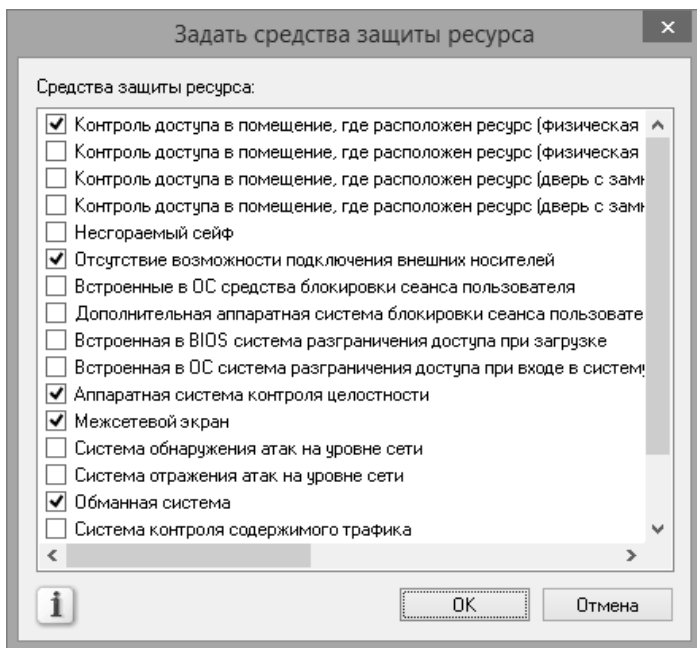 Задать средства защиты ресурса
Средства защиты ресурса:
Контроль доступа в помещение, где расположен ресурс (физическая
Контроль доступа в помещение, где расположен ресурс (физическая
Контроль доступа в помещение, где расположен ресурс (дверь с замк
Контроль доступа в помещение, где расположен ресурс (дверь с замк
Несгораемый сейф
Отсутствие возможности подключения внешних носителей
Встроенные в ОС средства блокировки сеанса пользователя
Дополнительная аппаратная система блокировки сеанса пользовате
Встроенная в BIOS система разграничения доступа при загрузке
Встроенная в ОС система разграничения доступа при входе в систему
Аппаратная система контроля целостности
Межсетевой экран
Система обнаружения атак на уровне сети
Система отражения атак на уровне сети
Обманная система
Система контроля содержимого трафика
OK
Отмена